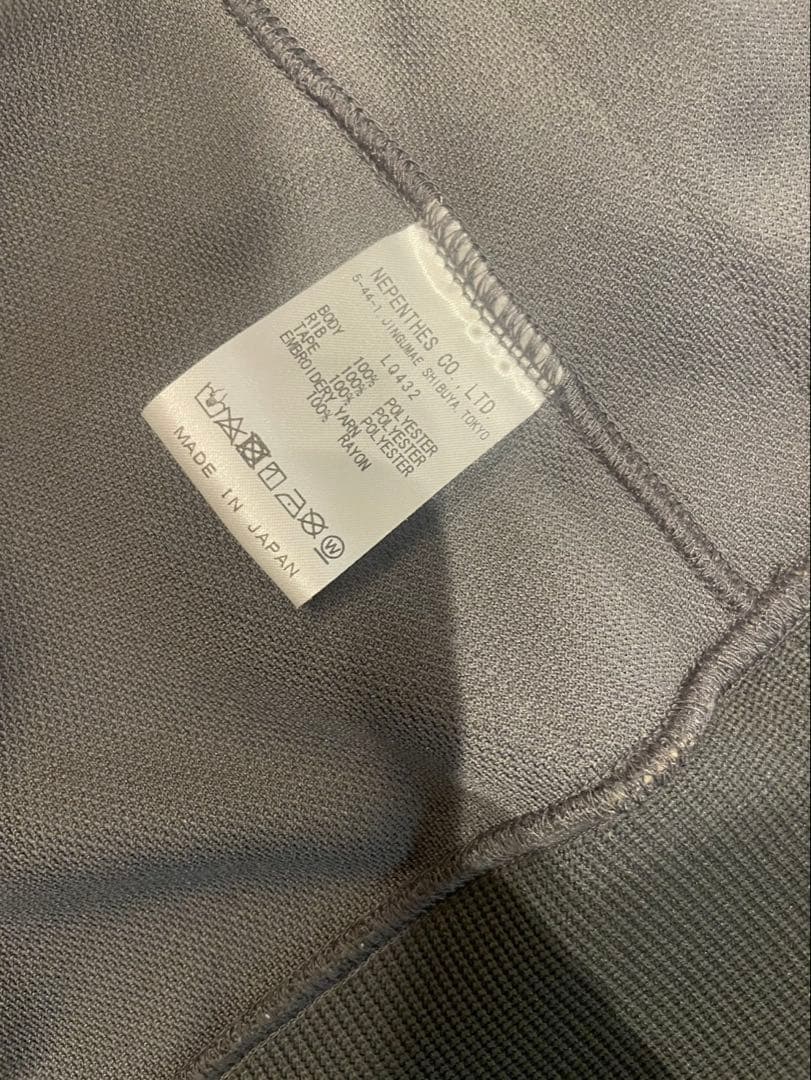 NEPENTHES CO., LTD
5-44-1 JINGUMAE SHIBUYA TOKYO
LQ432
BODY 100% POLYESTER
RIB 100% POLYESTER
TAPE 100% POLYESTER
EMBROIDERY YARN
100% RAYON
W
MADE IN JAPAN